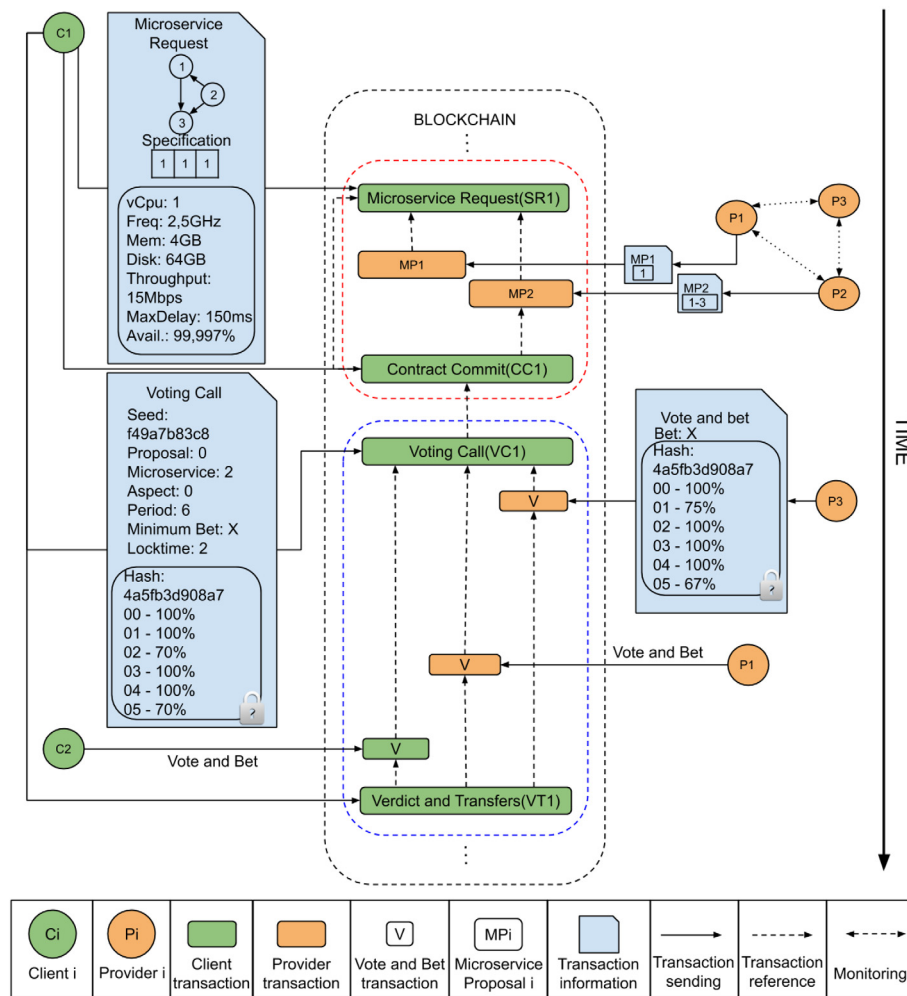 C1
Microservice
Request
1
2
3
Specification
1 1 1
vCpu: 1
Freq: 2,5GHz
Mem: 4GB
Disk: 64GB
Throughput:
15Mbps
MaxDelay: 150ms
Avail.: 99,997%
BLOCKCHAIN
Microservice Request(SR1)
MP1
MP2
Contract Commit(CC1)
MP1
1
MP2
1-3
P1
P3
P2
Voting Call
Seed:
f49a7b83c8
Proposal: 0
Microservice: 2
Aspect: 0
Period: 6
Minimum Bet: X
Locktime: 2
Hash:
4a5fb3d908a7
00 - 100%
01 - 100%
02 - 70%
03 - 100%
04 - 100%
05 - 70%
?
Voting Call(VC1)
V
Vote and bet
Bet: X
Hash:
4a5fb3d908a7
00 - 100%
01 - 75%
02 - 100%
03 - 100%
04 - 100%
05 - 67%
?
P3
TIME
V
Vote and Bet
P1
C2
Vote and Bet
V
Verdict and Transfers(VT1)
Ci
Client i
Pi
Provider i
Client
transaction
Provider
transaction
V
Vote and Bet
transaction
MPi
Microservice
Proposal i
Transaction
information
Transaction
sending
Transaction
reference
Monitoring